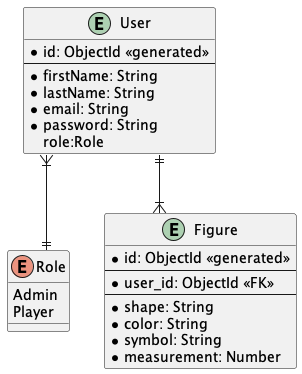 E User
id: ObjectId «generated»
firstName: String
lastName: String
email: String
password: String
role:Role
E Role
Admin
Player
E Figure
id: ObjectId «generated»
user_id: ObjectId «FK»
shape: String
color: String
symbol: String
measurement: Number